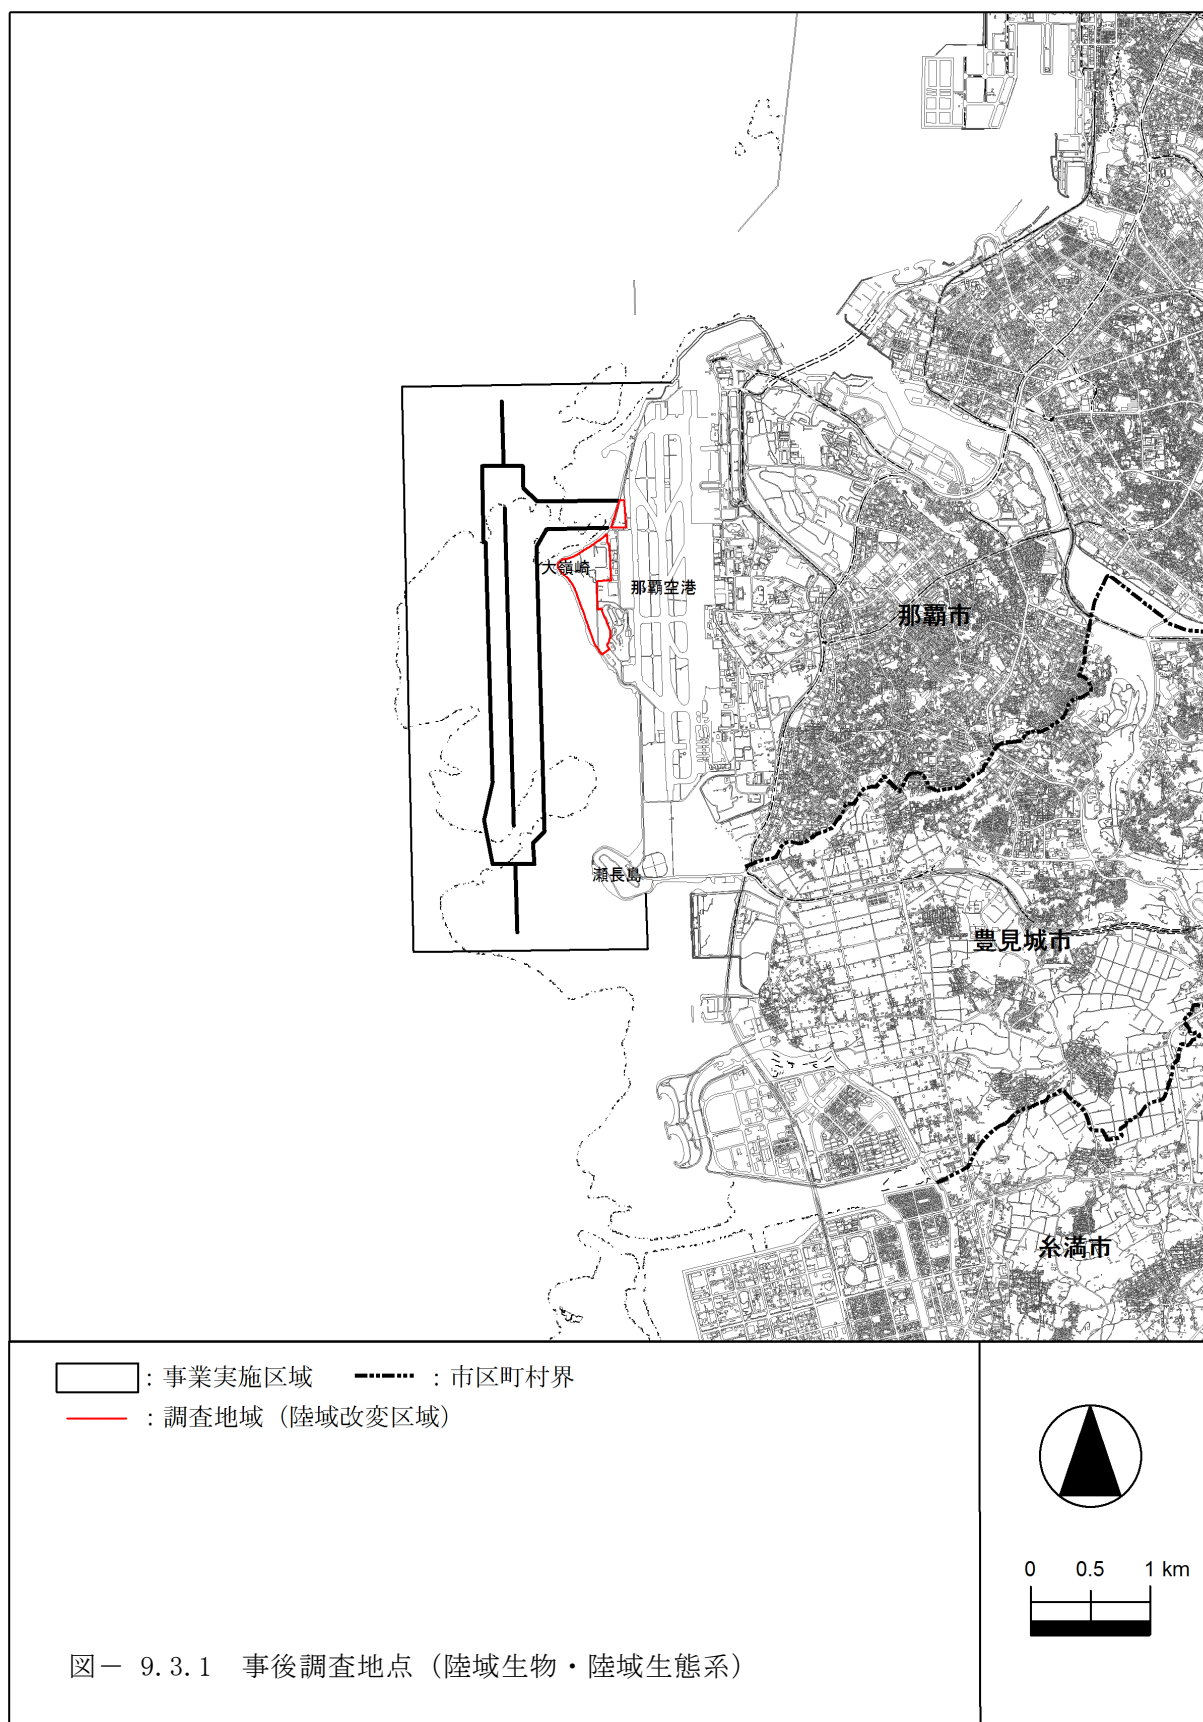 大嶺崎
那覇空港
那覇市
瀬長島
豊見城市
糸満市
：事業実施区域
：市区町村界
：調査地域（陸域改変区域）
0 0.5 1 km
図－ 9.3.1 事後調査地点（陸域生物・陸域生態系）